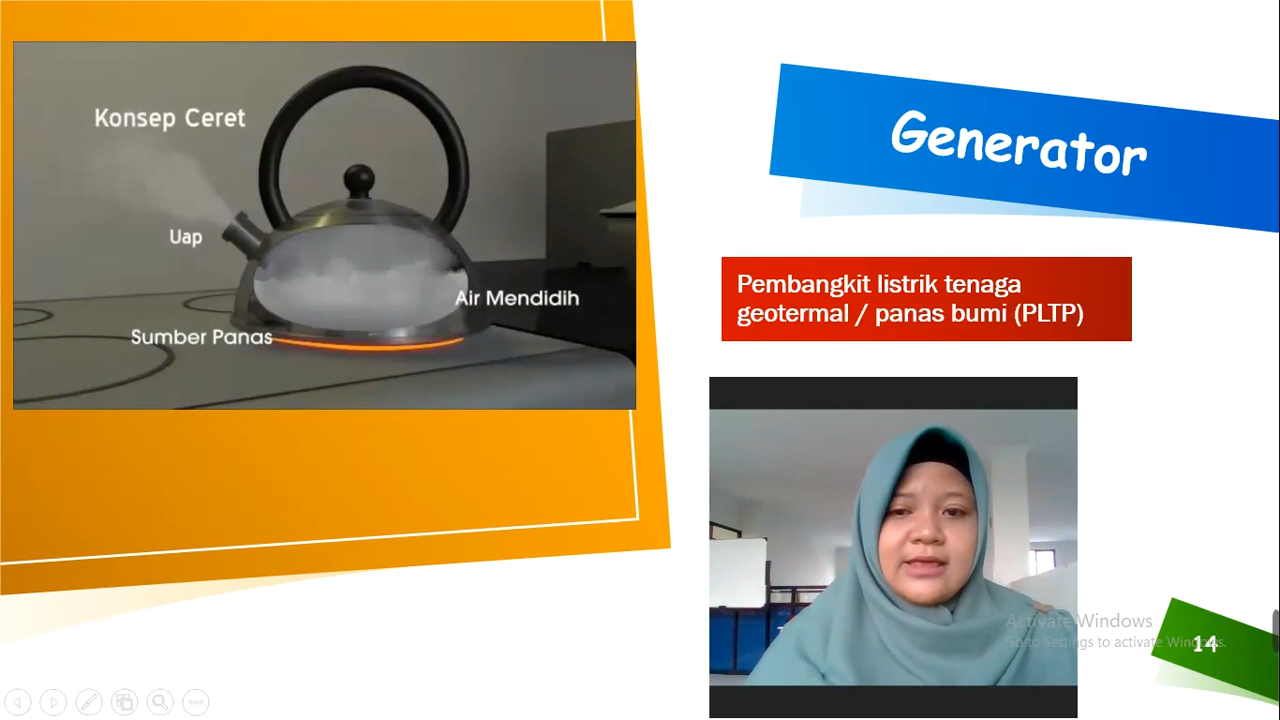 Konsep Ceret
Uap
Air Mendidih
Sumber Panas
Generator
Pembangkit listrik tenaga
geotermal / panas bumi (PLTP)
Activate Windows
Go to Settings to activate Windows.
14